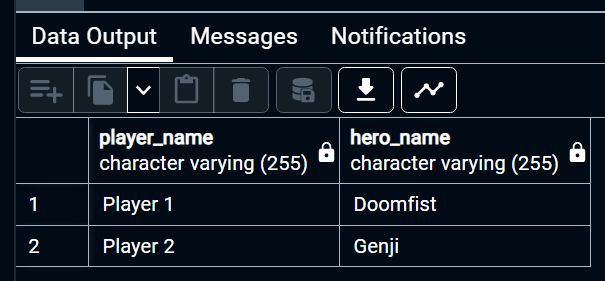 Data Output Messages Notifications
player_name hero_name
character varying (255) character varying (255)
1 Player 1 Doomfist
2 Player 2 Genji